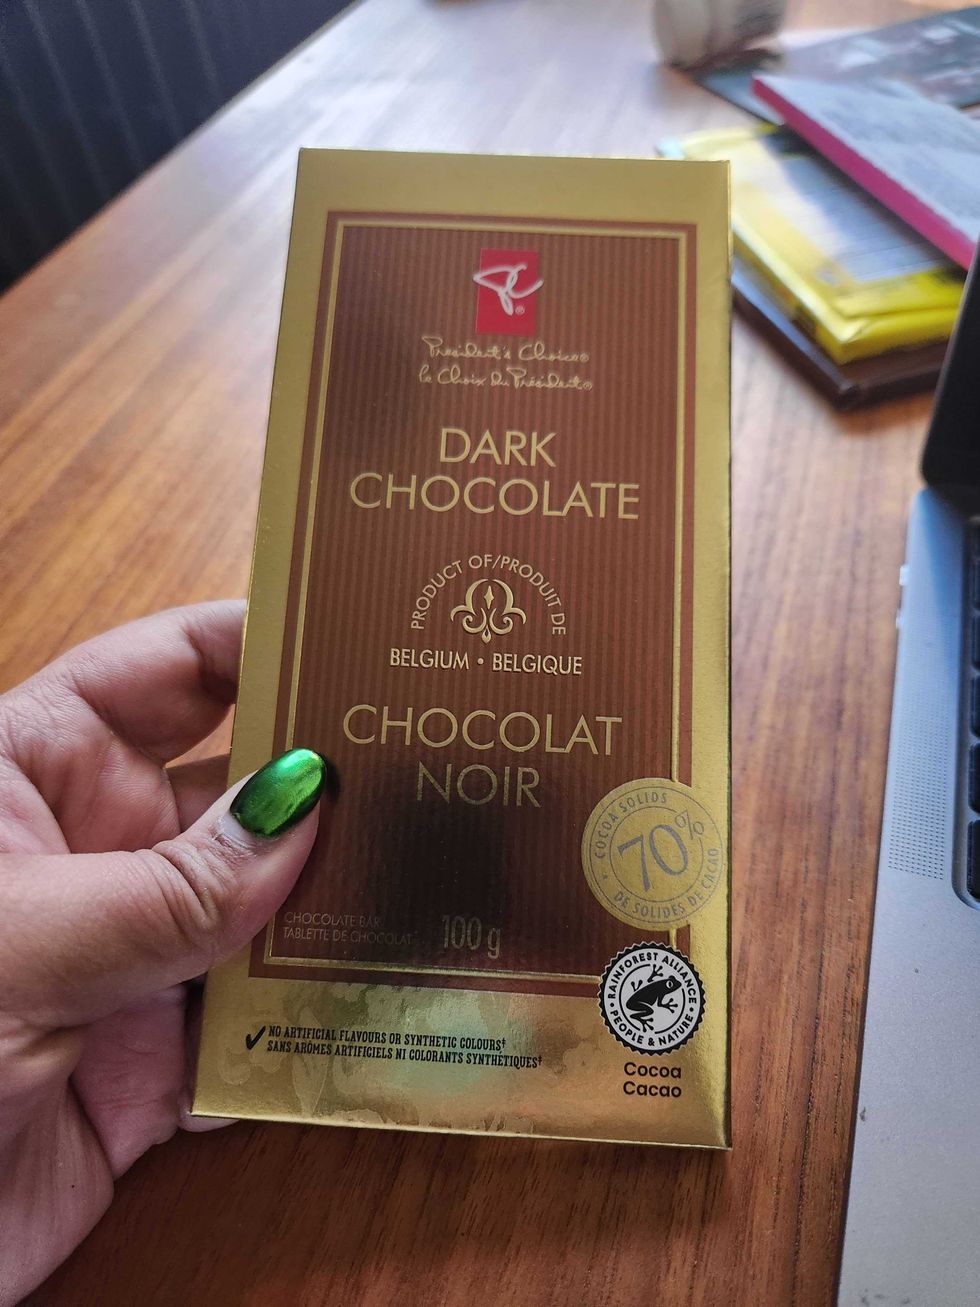 PC®
President's Choice®
le Choix du Président®
DARK
CHOCOLATE
PRODUCT OF/PRODUIT DE
BELGIUM • BELGIQUE
CHOCOLAT
NOIR
COCOA SOLIDS
70%
DE SOLIDES DE CACAO
CHOCOLATE BAR
TABLETTE DE CHOCOLAT
100 g
RAINFOREST ALLIANCE
• PEOPLE & NATURE •
Cocoa
Cacao
✓ NO ARTIFICIAL FLAVOURS OR SYNTHETIC COLOURS‡
SANS ARÔMES ARTIFICIELS NI COLORANTS SYNTHÉTIQUES‡